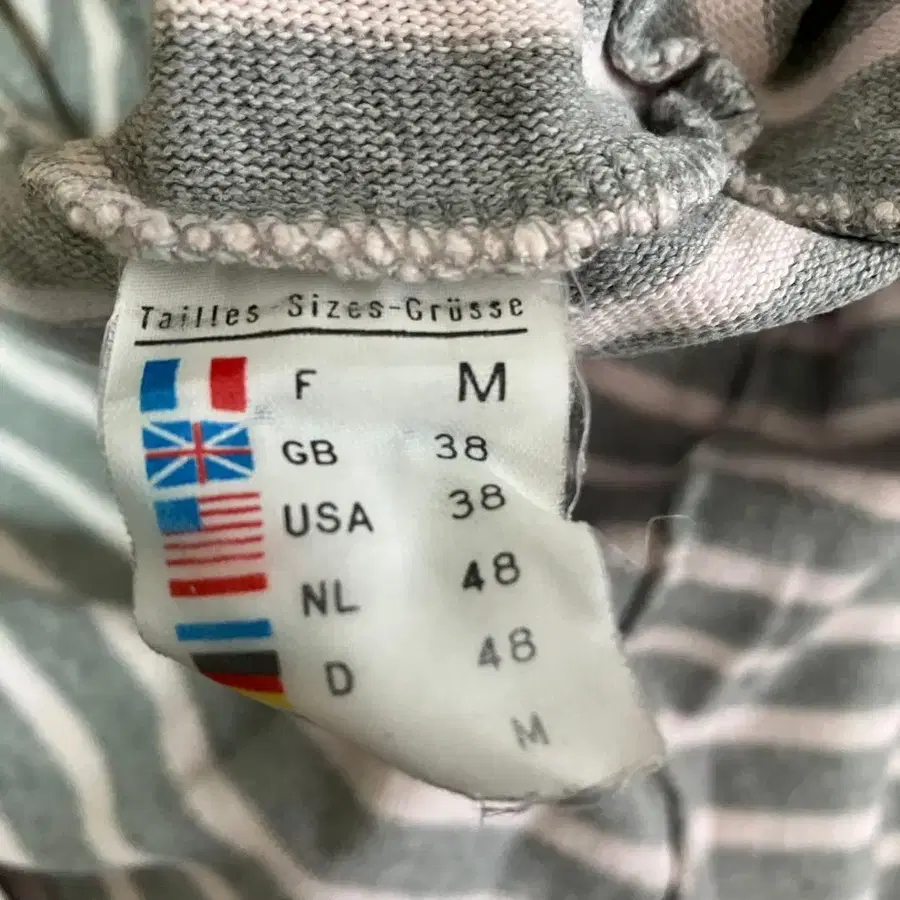 Tailles Sizes-Grüsse
F M
GB 38
USA 38
NL 48
D 48
M